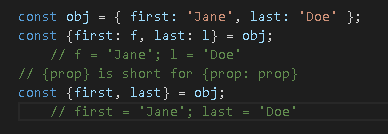 const obj = { first: 'Jane', last: 'Doe' };
const {first: f, last: l} = obj;
    // f = 'Jane'; l = 'Doe'
// {prop} is short for {prop: prop}
const {first, last} = obj;
    // first = 'Jane'; last = 'Doe'